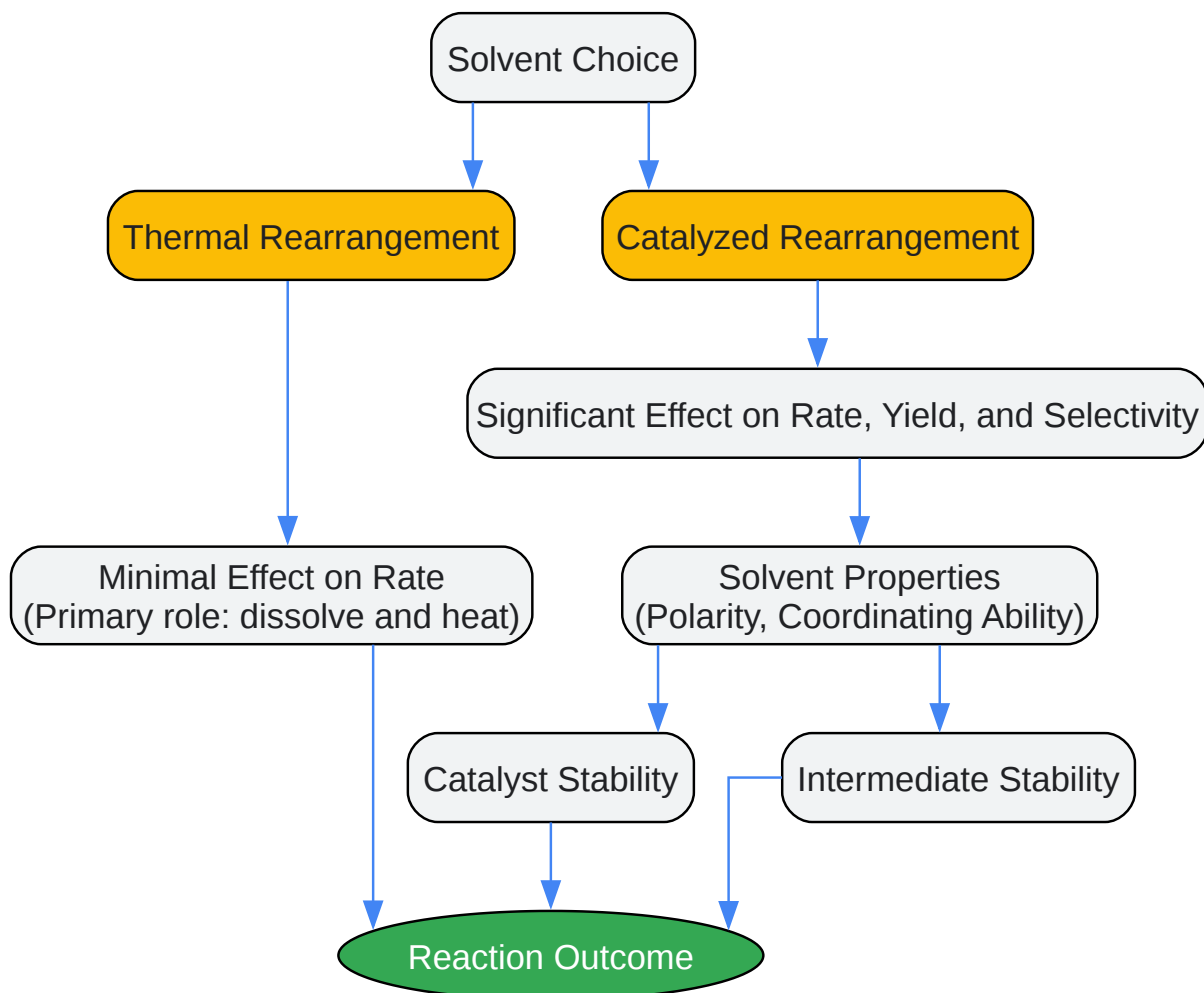 Solvent Choice
Thermal Rearrangement
Catalyzed Rearrangement
Significant Effect on Rate, Yield, and Selectivity
Minimal Effect on Rate
(Primary role: dissolve and heat)
Solvent Properties
(Polarity, Coordinating Ability)
Catalyst Stability
Intermediate Stability
Reaction Outcome